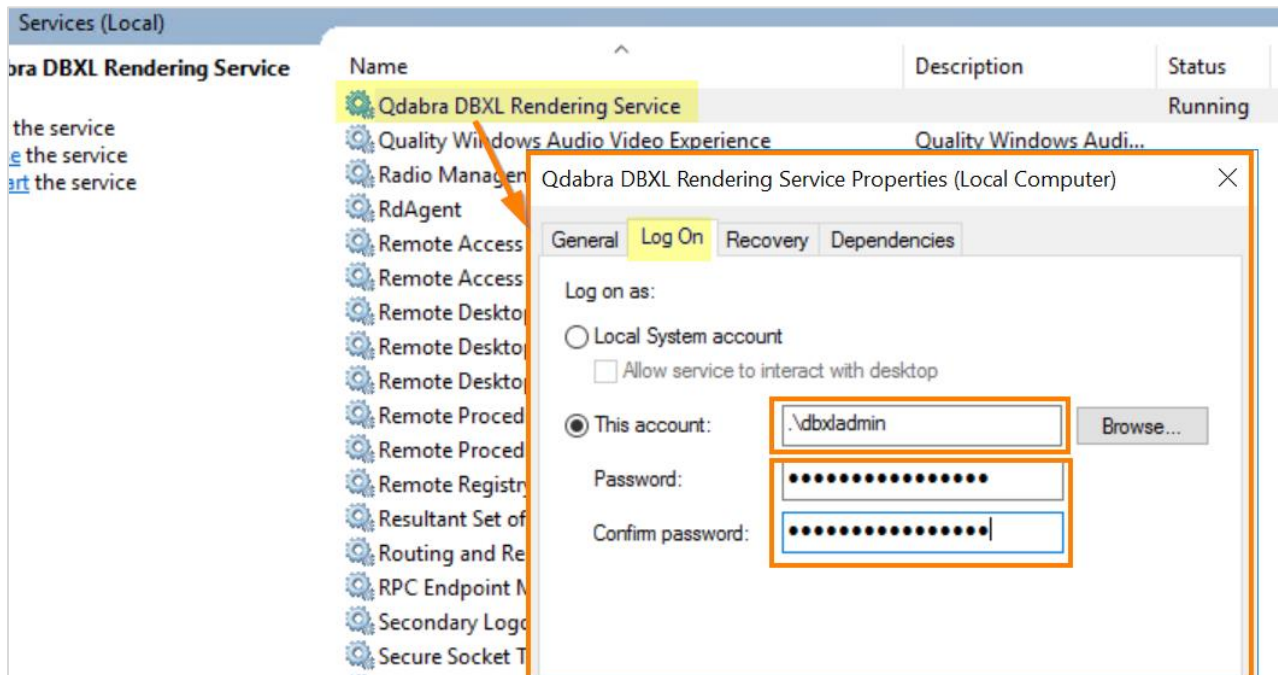 Services (Local)
bra DBXL Rendering Service
the service
e the service
art the service
Name Description Status
Qdabra DBXL Rendering Service Running
Quality Windows Audio Video Experience Quality Windows Audi...
Radio Managen
RdAgent
Remote Access
Remote Access
Remote Desktop
Remote Desktop
Remote Desktop
Remote Proced
Remote Proced
Remote Registry
Resultant Set of
Routing and Re
RPC Endpoint M
Secondary Logo
Secure Socket T
Qdabra DBXL Rendering Service Properties (Local Computer)
General Log On Recovery Dependencies
Log on as:
Local System account
Allow service to interact with desktop
This account: .\dbxladmin Browse...
Password: ••••••••••••••••
Confirm password: ••••••••••••••••